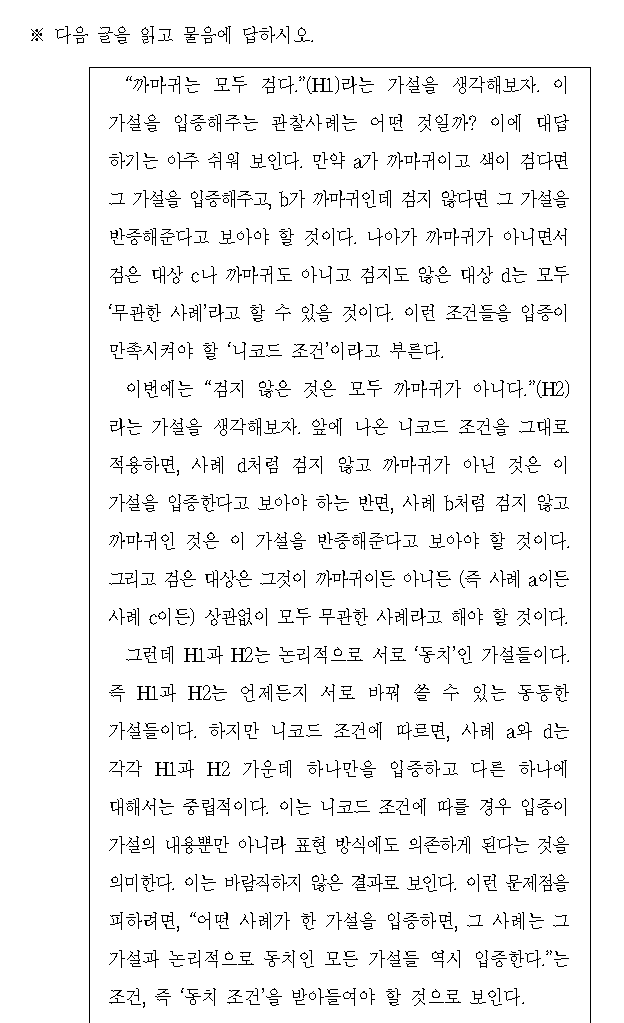 ※ 다음 글을 읽고 물음에 답하시오.
“까마귀는 모두 검다.”(H1)라는 가설을 생각해보자. 이
가설을 입증해주는 관찰사례는 어떤 것일까? 이에 대답
하기는 아주 쉬워 보인다. 만약 a가 까마귀이고 색이 검다면
그 가설을 입증해주고, b가 까마귀인데 검지 않다면 그 가설을
반증해준다고 보아야 할 것이다. 나아가 까마귀가 아니면서
검은 대상 c나 까마귀도 아니고 검지도 않은 대상 d는 모두
‘무관한 사례’라고 할 수 있을 것이다. 이런 조건들을 입증이
만족시켜야 할 ‘니코드 조건’이라고 부른다.
이번에는 “검지 않은 것은 모두 까마귀가 아니다.”(H2)
라는 가설을 생각해보자. 앞에 나온 니코드 조건을 그대로
적용하면, 사례 d처럼 검지 않고 까마귀가 아닌 것은 이
가설을 입증한다고 보아야 하는 반면, 사례 b처럼 검지 않고
까마귀인 것은 이 가설을 반증해준다고 보아야 할 것이다.
그리고 검은 대상은 그것이 까마귀이든 아니든 (즉 사례 a이든
사례 c이든) 상관없이 모두 무관한 사례라고 해야 할 것이다.
그런데 H1과 H2는 논리적으로 서로 ‘동치’인 가설들이다.
즉 H1과 H2는 언제든지 서로 바꿔 쓸 수 있는 동등한
가설들이다. 하지만 니코드 조건에 따르면, 사례 a와 d는
각각 H1과 H2 가운데 하나만을 입증하고 다른 하나에
대해서는 중립적이다. 이는 니코드 조건에 따를 경우 입증이
가설의 내용뿐만 아니라 표현 방식에도 의존하게 된다는 것을
의미한다. 이는 바람직하지 않은 결과로 보인다. 이런 문제점을
피하려면, “어떤 사례가 한 가설을 입증하면, 그 사례는 그
가설과 논리적으로 동치인 모든 가설들 역시 입증한다.”는
조건, 즉 ‘동치 조건’을 받아들여야 할 것으로 보인다.